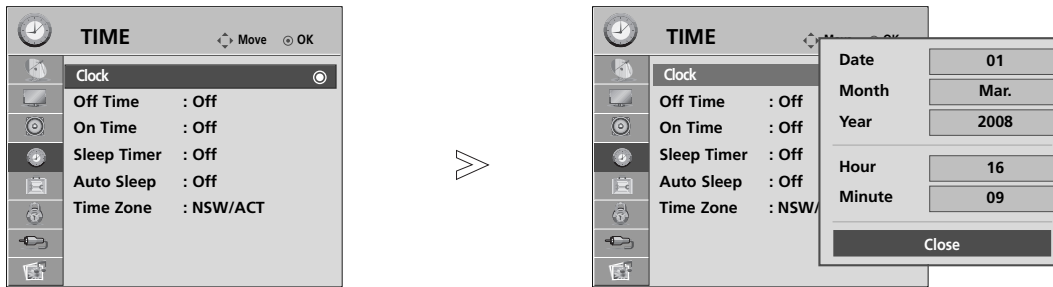 TIME Move OK
Clock
Off Time : Off
On Time : Off
Sleep Timer : Off
Auto Sleep : Off
Time Zone : NSW/ACT
TIME
Clock
Off Time : Off
On Time : Off
Sleep Timer : Off
Auto Sleep : Off
Time Zone : NSW/
Date 01
Month Mar.
Year 2008
Hour 16
Minute 09
Close